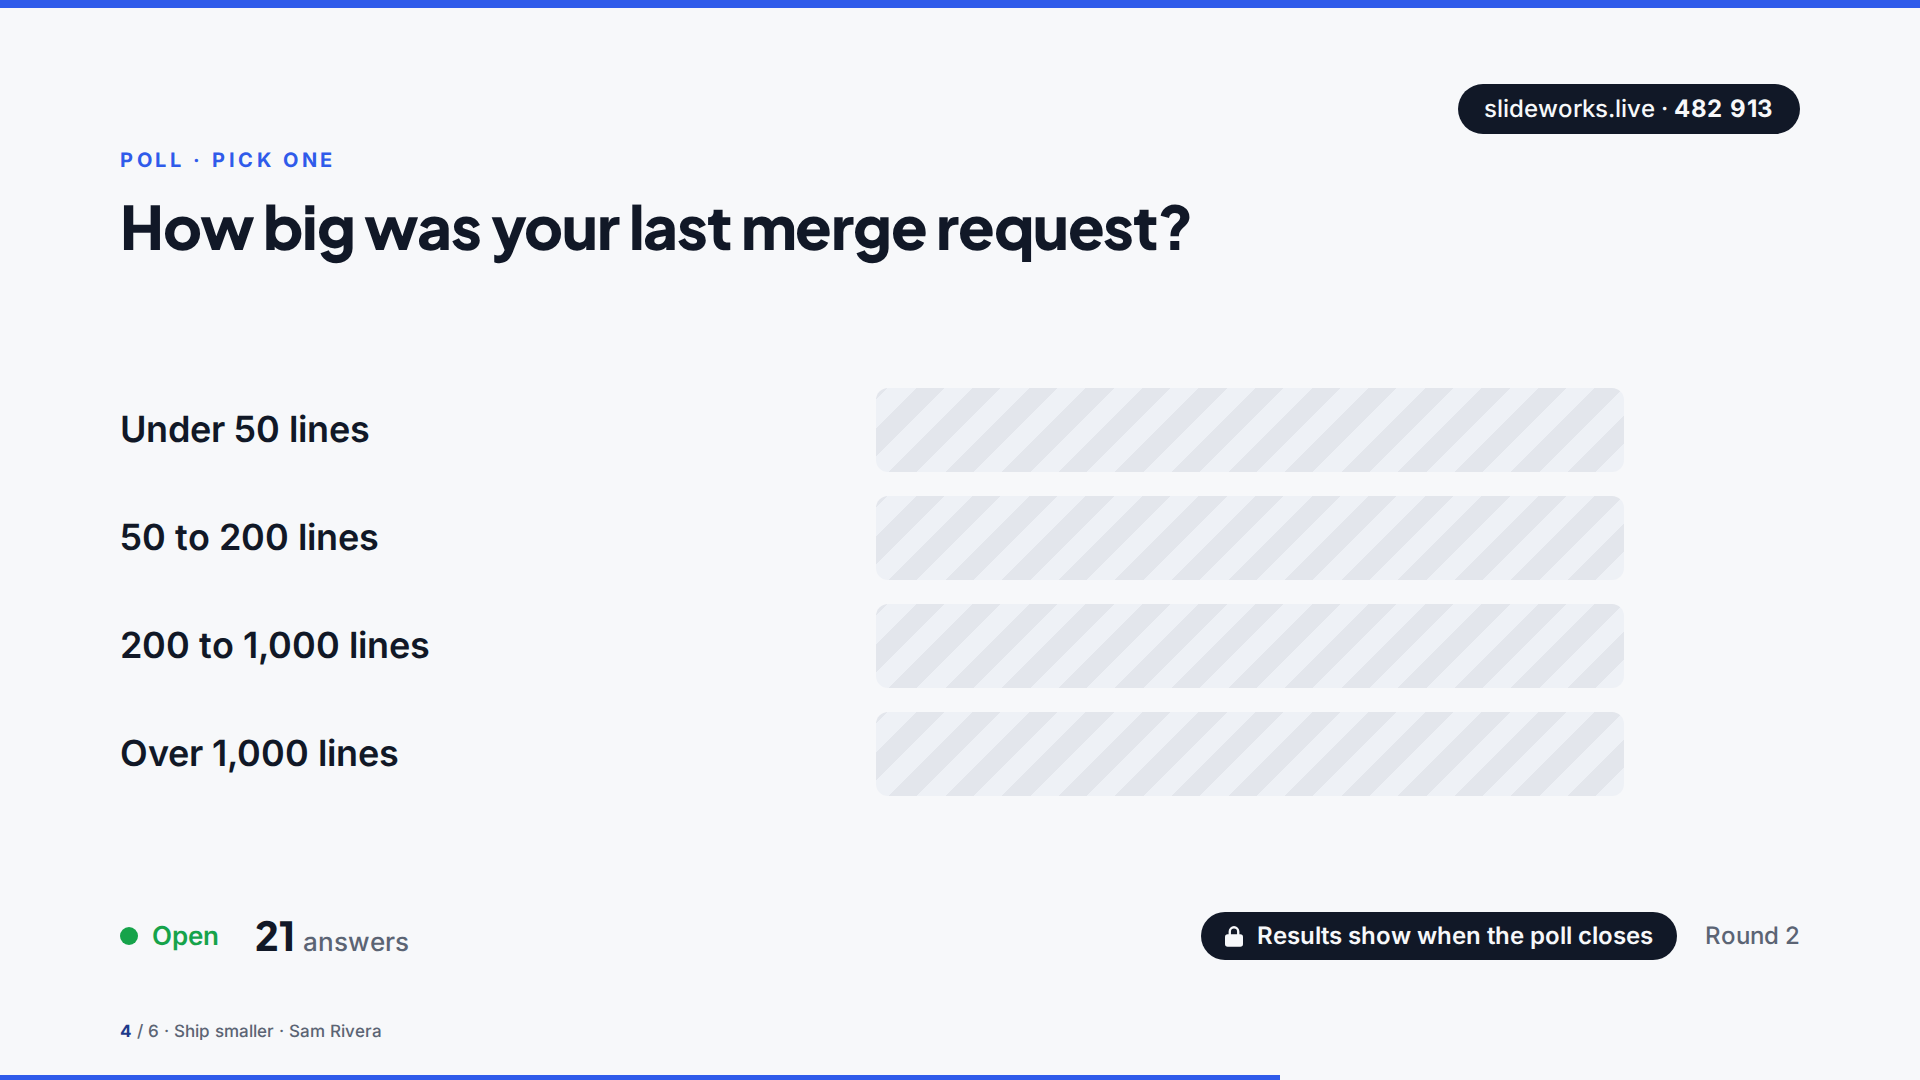 slideworks.live · 482 913
POLL · PICK ONE
How big was your last merge request?
Under 50 lines
50 to 200 lines
200 to 1,000 lines
Over 1,000 lines
Open 21 answers
Results show when the poll closes Round 2
4 / 6 · Ship smaller · Sam Rivera